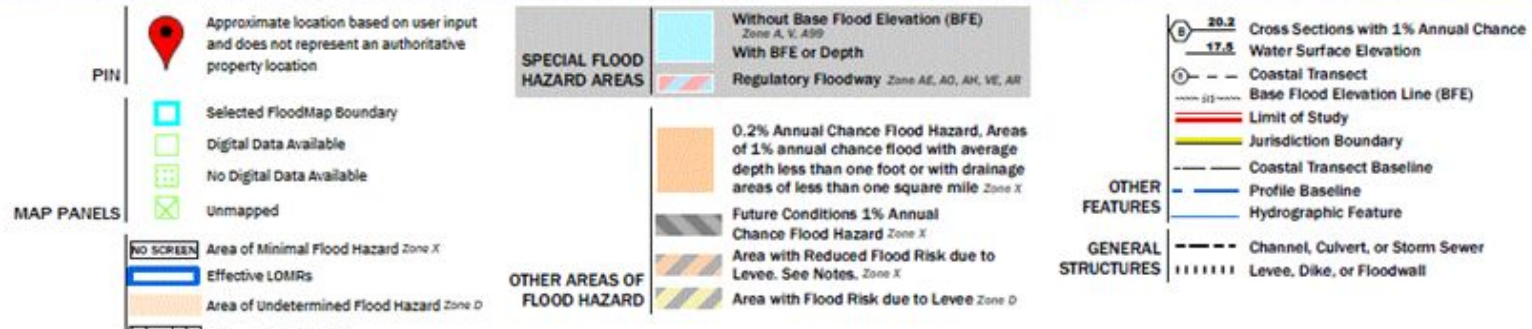 PIN
Approximate location based on user input
and does not represent an authoritative
property location
MAP PANELS
Selected FloodMap Boundary
Digital Data Available
No Digital Data Available
Unmapped
NO SCREEN Area of Minimal Flood Hazard Zone X
Effective LOMRs
Area of Undetermined Flood Hazard Zone D
SPECIAL FLOOD
HAZARD AREAS
Without Base Flood Elevation (BFE)
Zone A, V, A99
With BFE or Depth
Regulatory Floodway Zone AE, AO, AH, VE, AR
OTHER AREAS OF
FLOOD HAZARD
0.2% Annual Chance Flood Hazard, Areas
of 1% annual chance flood with average
depth less than one foot or with drainage
areas of less than one square mile Zone X
Future Conditions 1% Annual
Chance Flood Hazard Zone X
Area with Reduced Flood Risk due to
Levee. See Notes. Zone X
Area with Flood Risk due to Levee Zone D
OTHER
FEATURES
B 20.2 Cross Sections with 1% Annual Chance
17.5 Water Surface Elevation
8 Coastal Transect
513 Base Flood Elevation Line (BFE)
Limit of Study
Jurisdiction Boundary
Coastal Transect Baseline
Profile Baseline
Hydrographic Feature
GENERAL
STRUCTURES
Channel, Culvert, or Storm Sewer
Levee, Dike, or Floodwall